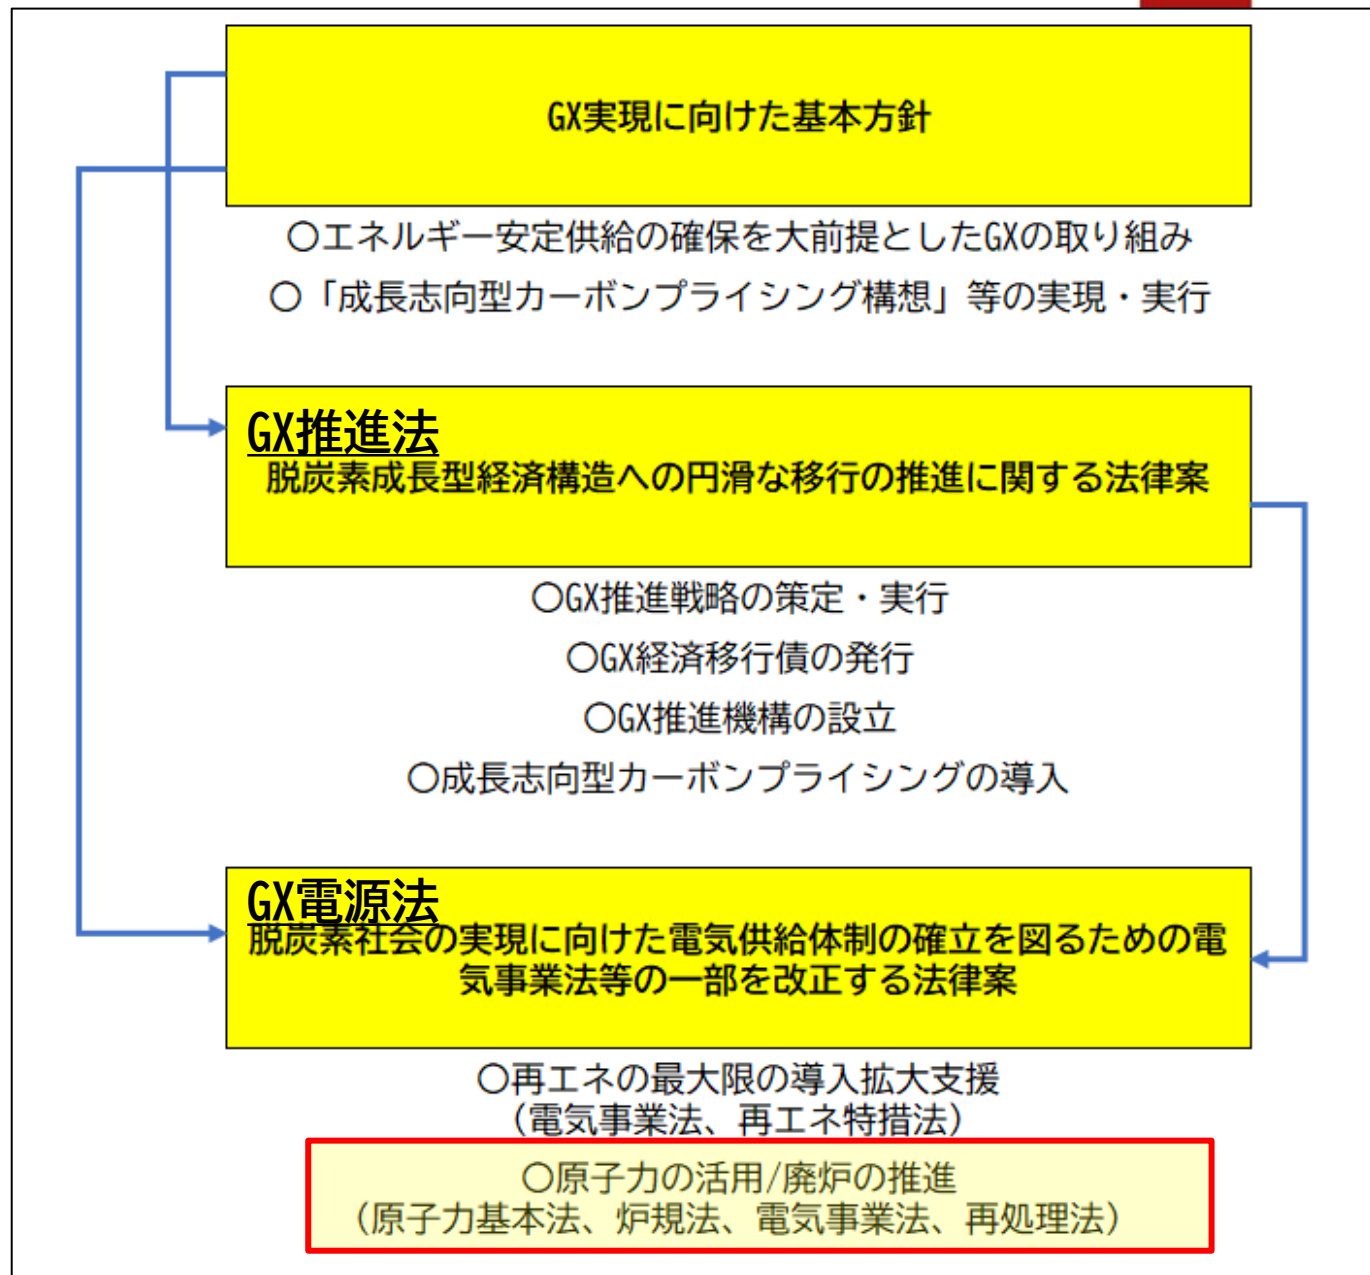 GX実現に向けた基本方針
〇エネルギー安定供給の確保を大前提としたGXの取り組み
〇「成長志向型カーボンプライシング構想」等の実現・実行
GX推進法
脱炭素成長型経済構造への円滑な移行の推進に関する法律案
〇GX推進戦略の策定・実行
〇GX経済移行債の発行
〇GX推進機構の設立
〇成長志向型カーボンプライシングの導入
GX電源法
脱炭素社会の実現に向けた電気供給体制の確立を図るための電
気事業法等の一部を改正する法律案
〇再エネの最大限の導入拡大支援
（電気事業法、再エネ特措法）
〇原子力の活用/廃炉の推進
（原子力基本法、炉規法、電気事業法、再処理法）